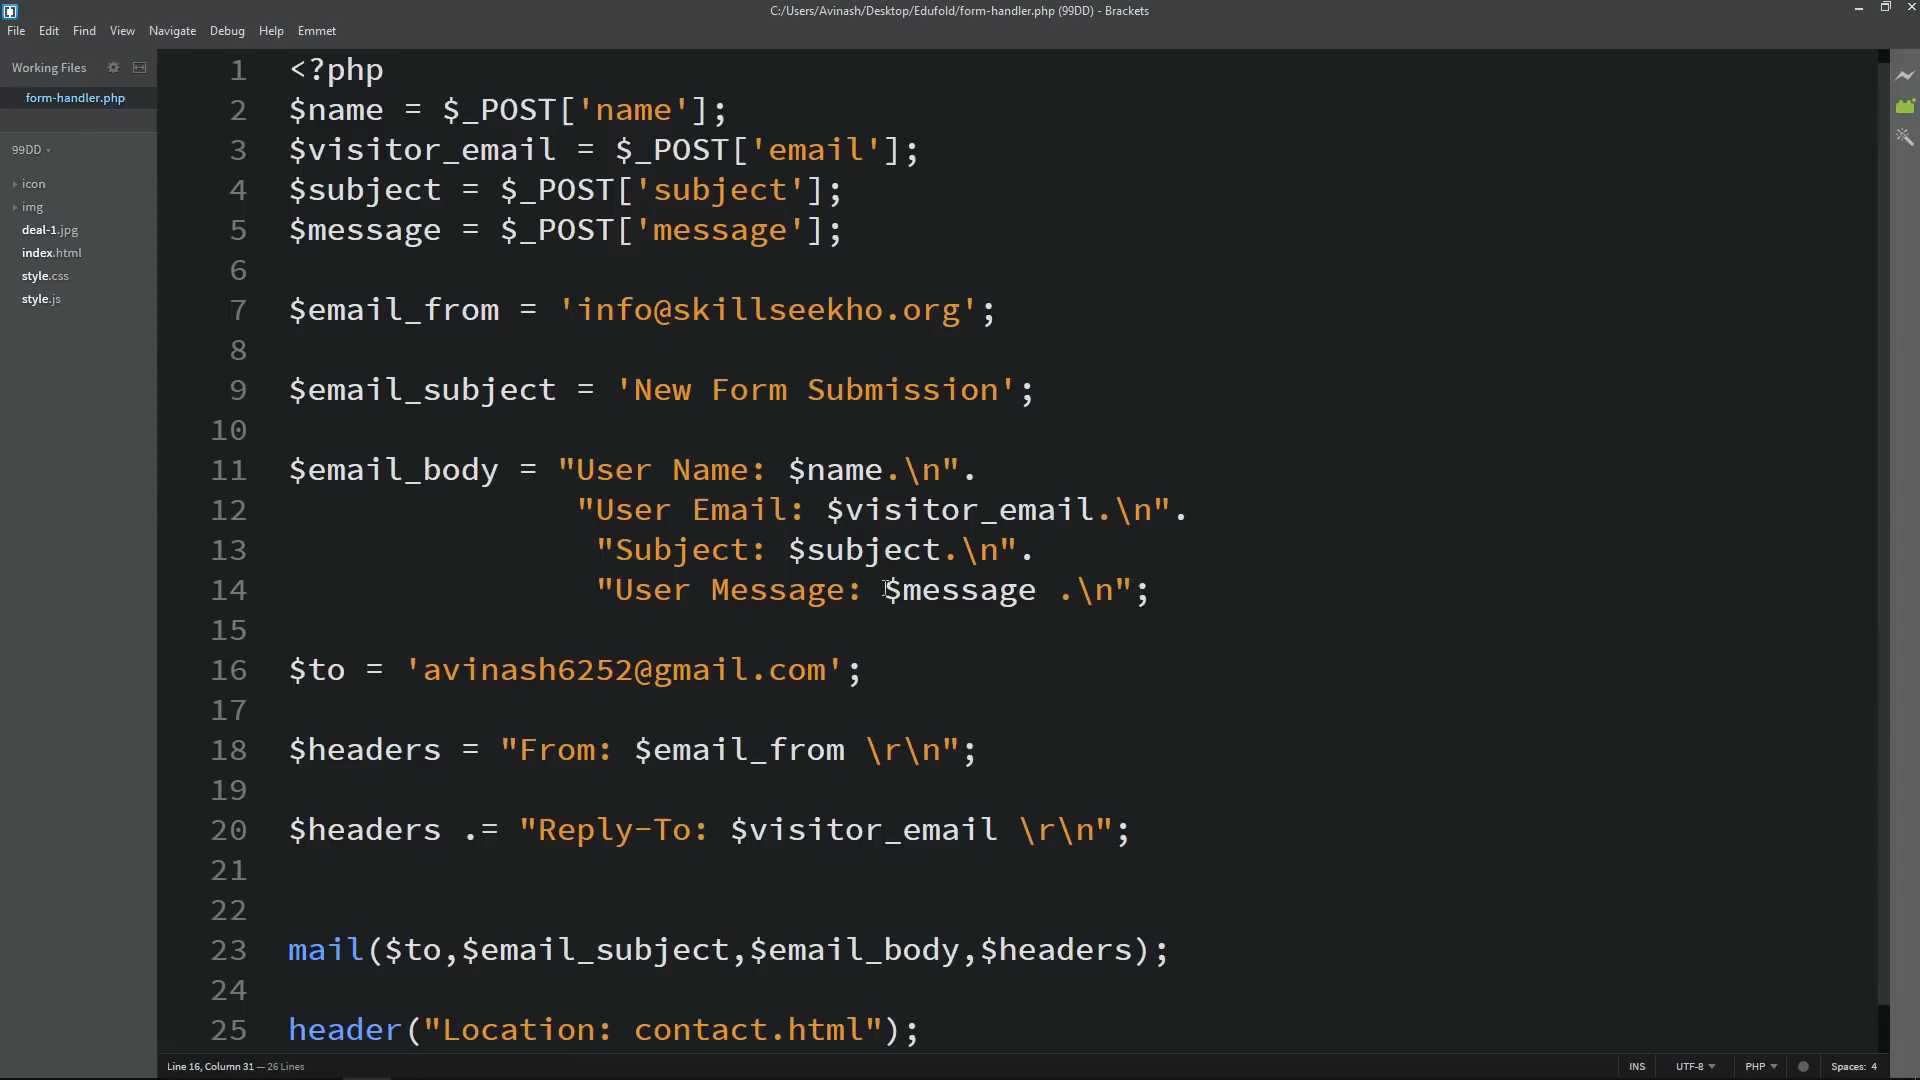 C:/Users/Avinash/Desktop/Edufold/form-handler.php (99DD) - Brackets
File Edit Find View Navigate Debug Help Emmet
Working Files
form-handler.php
99DD
icon
img
deal-1.jpg
index.html
style.css
style.js
1 <?php
2 $name = $_POST['name'];
3 $visitor_email = $_POST['email'];
4 $subject = $_POST['subject'];
5 $message = $_POST['message'];
6
7 $email_from = 'info@skillseekho.org';
8
9 $email_subject = 'New Form Submission';
10
11 $email_body = "User Name: $name.\n".
12 "User Email: $visitor_email.\n".
13 "Subject: $subject.\n".
14 "User Message: $message .\n";
15
16 $to = 'avinash6252@gmail.com';
17
18 $headers = "From: $email_from \r\n";
19
20 $headers .= "Reply-To: $visitor_email \r\n";
21
22
23 mail($to,$email_subject,$email_body,$headers);
24
25 header("Location: contact.html");
Line 16, Column 31 — 26 Lines
INS UTF-8 PHP Spaces: 4